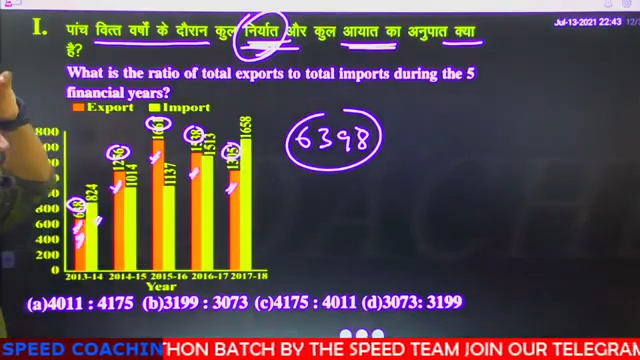 I. पांच वित्त वर्षों के दौरान कुल निर्यात और कुल आयात का अनुपात क्या
है?
Jul-13-2021 22:43
What is the ratio of total exports to total imports during the 5
financial years?
Export Import
6398
824
1014
1137
1513
1658
800
600
400
200
0
2013-14 2014-15 2015-16 2016-17 2017-18
Year
(a)4011 : 4175 (b)3199 : 3073 (c)4175 : 4011 (d)3073: 3199
SPEED COACHIN THON BATCH BY THE SPEED TEAM JOIN OUR TELEGRAM